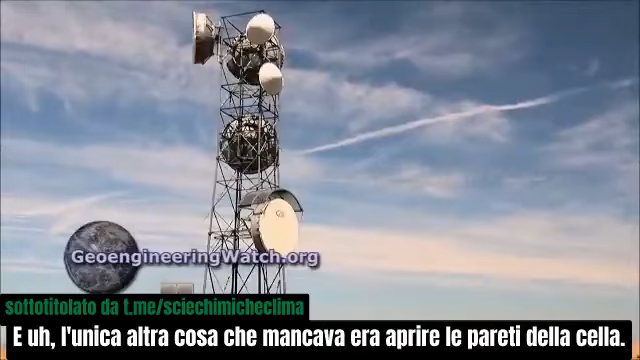 GeoengineeringWatch.org
sottotitolato da t.me/sciechimicheclima
E uh, l'unica altra cosa che mancava era aprire le pareti della cella.